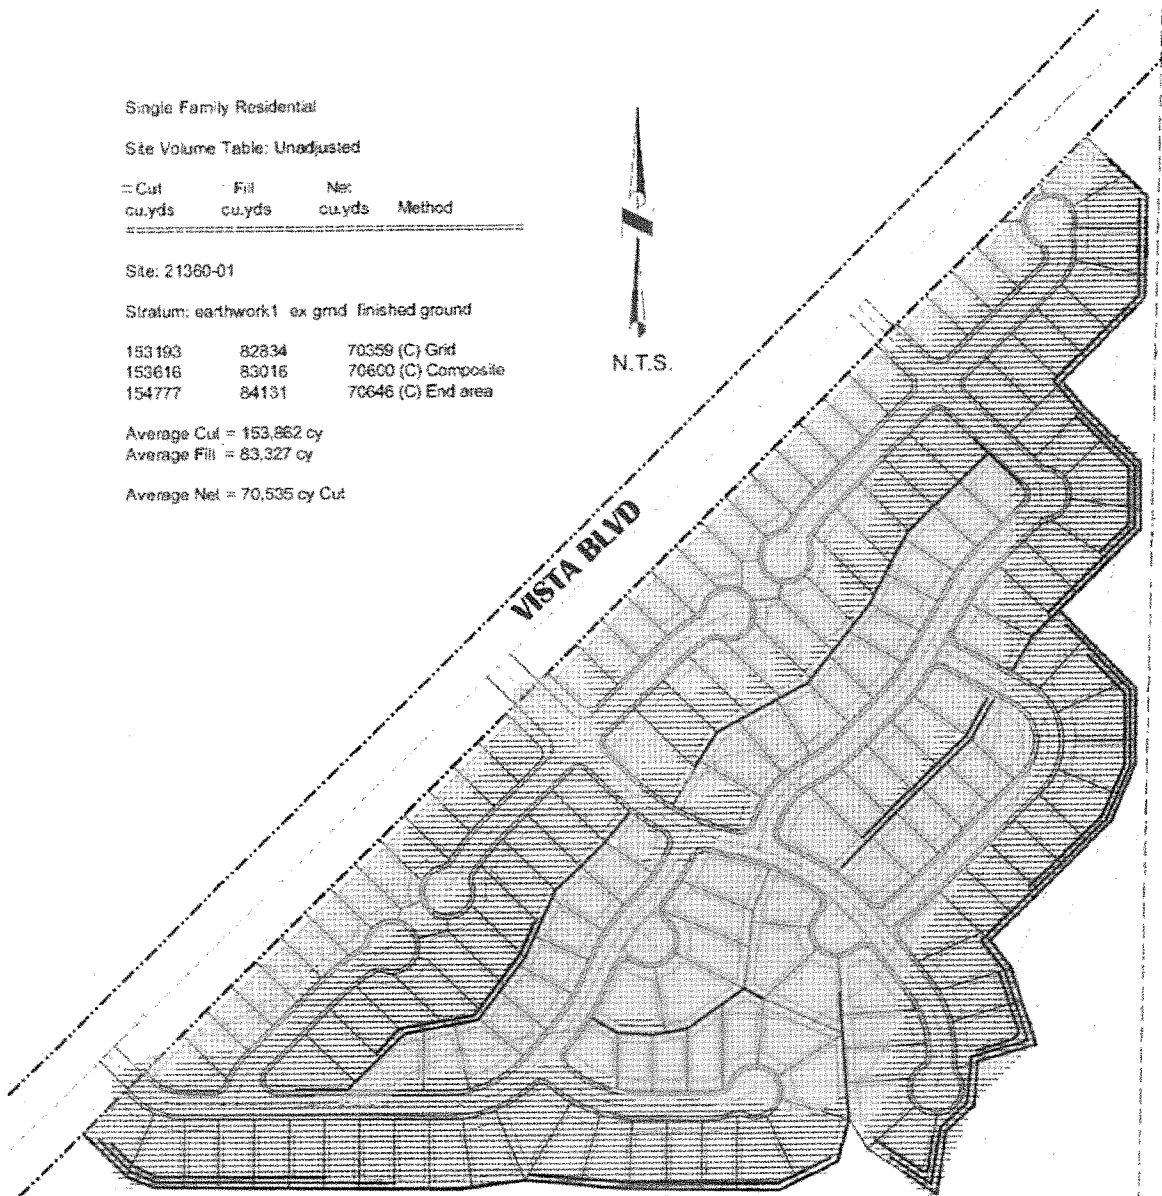 Single Family Residential
Site Volume Table: Unadjusted
Cut Fill Net
cu.yds cu.yds cu.yds Method
==========================================
Site: 21360-01
Stratum: earthwork1 ex grnd finished ground
153193 82834 70359 (C) Grid
153616 83016 70600 (C) Composite
154777 84131 70646 (C) End area
Average Cut = 153,862 cy
Average Fill = 83,327 cy
Average Net = 70,535 cy Cut
N.T.S.
VISTA BLVD